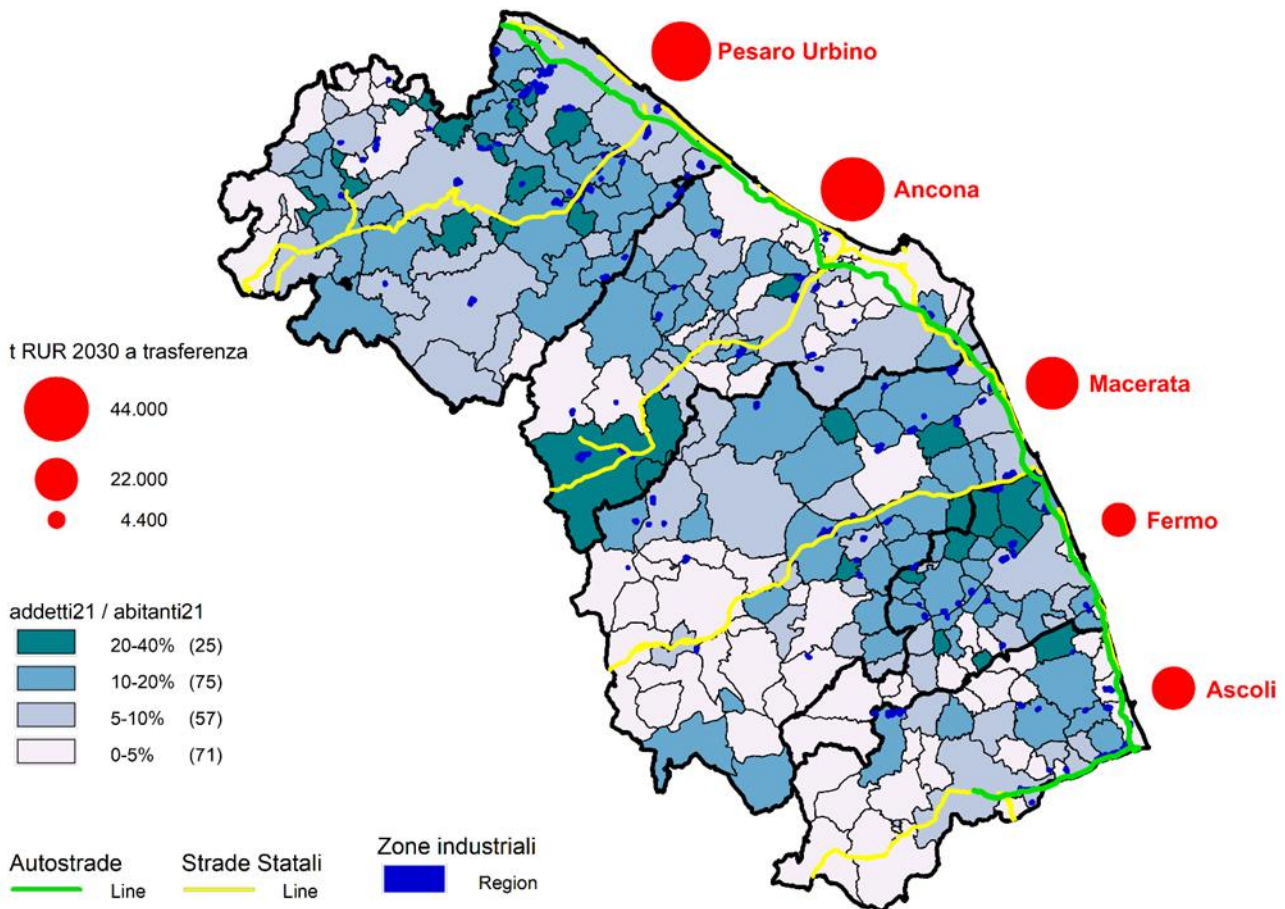 Pesaro Urbino
Ancona
Macerata
Fermo
Ascoli
t RUR 2030 a trasferenza
44.000
22.000
4.400
addetti21 / abitanti21
20-40% (25)
10-20% (75)
5-10% (57)
0-5% (71)
Autostrade
Line
Strade Statali
Line
Zone industriali
Region